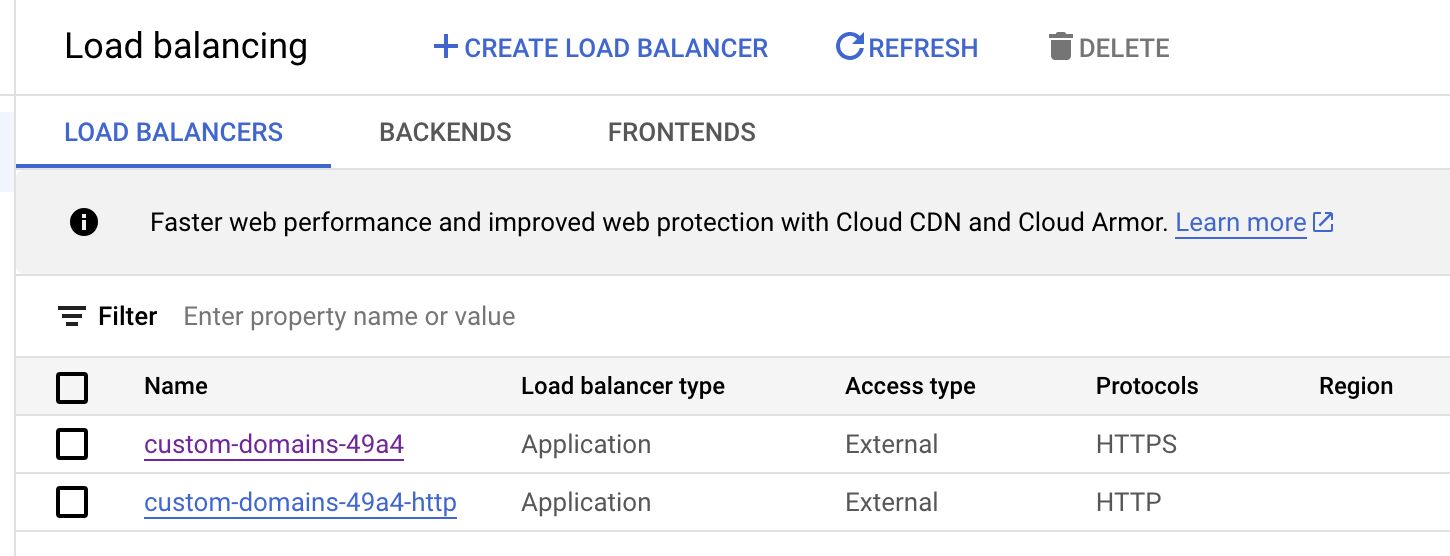 Load balancing CREATE LOAD BALANCER REFRESH DELETE
LOAD BALANCERS BACKENDS FRONTENDS
Faster web performance and improved web protection with Cloud CDN and Cloud Armor. Learn more
Filter Enter property name or value
Name Load balancer type Access type Protocols Region
custom-domains-49a4 Application External HTTPS
custom-domains-49a4-http Application External HTTP